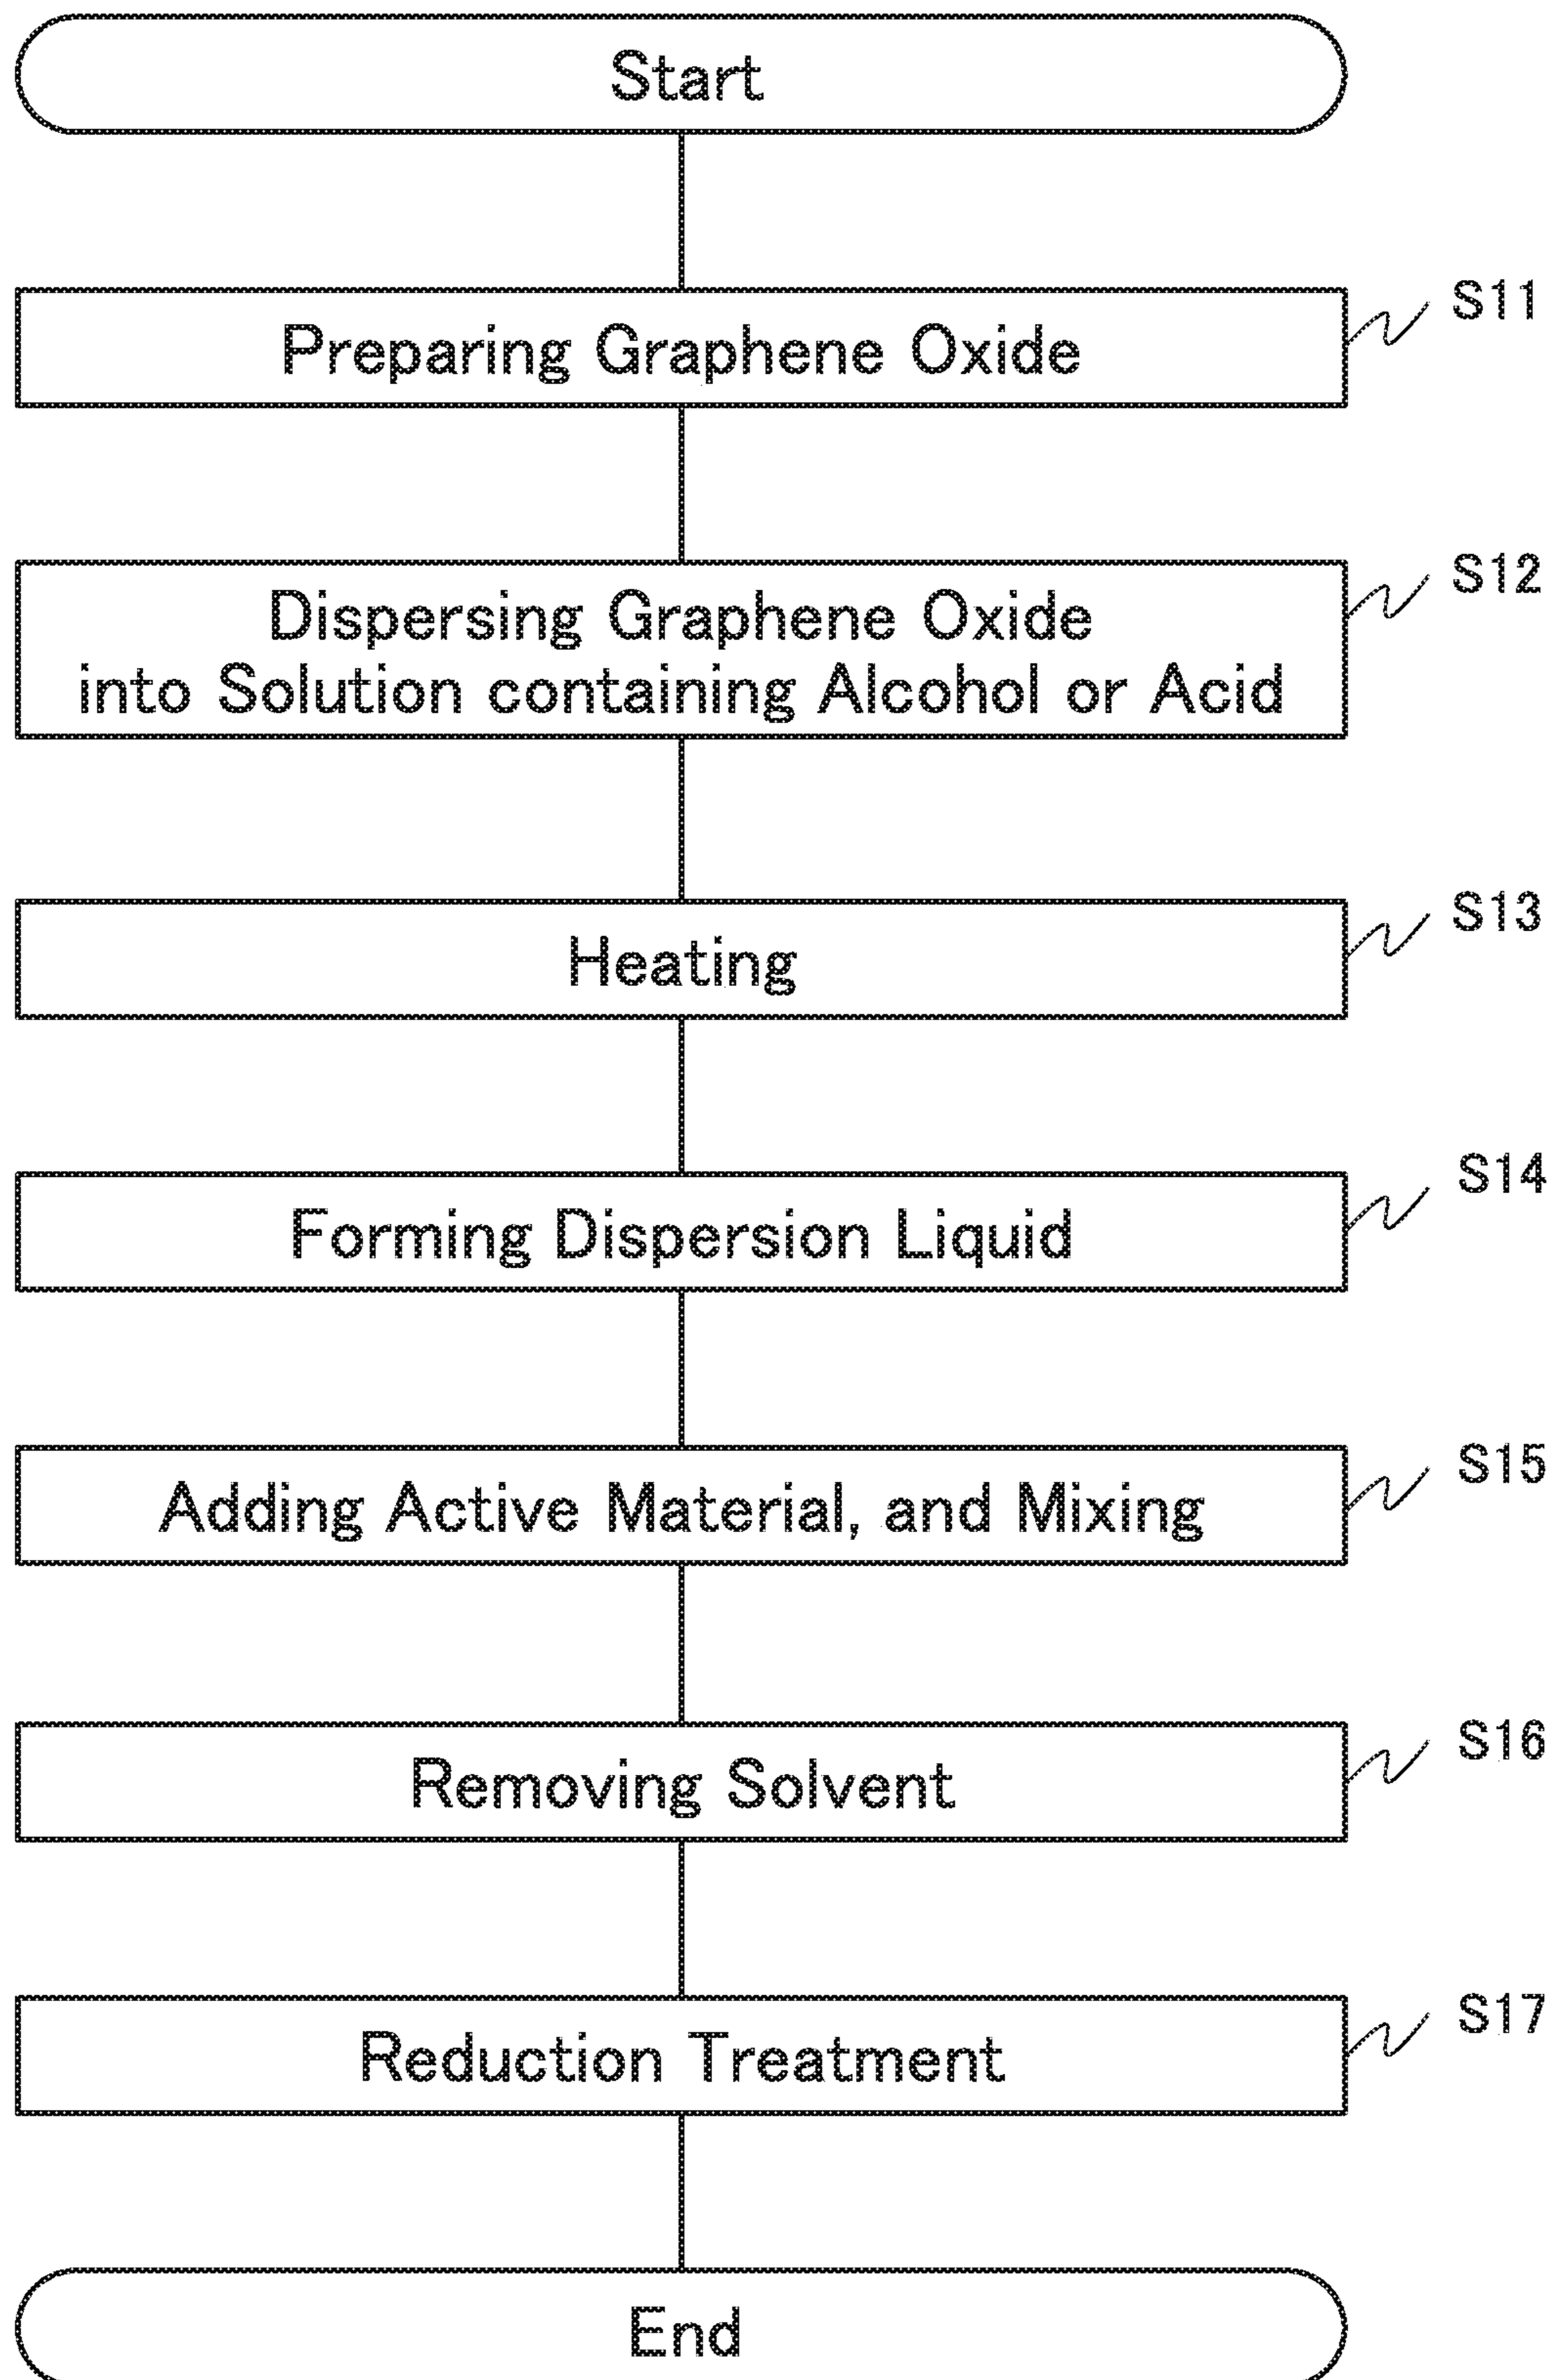 Start
Preparing Graphene Oxide
S11
Dispersing Graphene Oxide
into Solution containing Alcohol or Acid
S12
Heating
S13
Forming Dispersion Liquid
S14
Adding Active Material, and Mixing
S15
Removing Solvent
S16
Reduction Treatment
S17
End